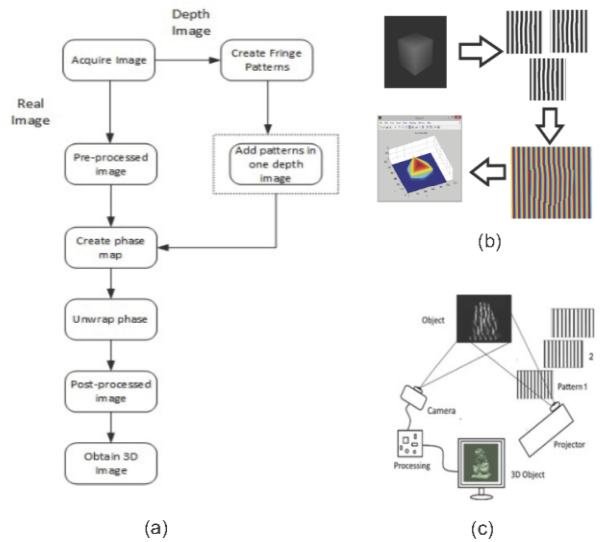 Depth
Image
Acquire Image
Create Fringe
Patterns
Real
Image
Pre-processed
image
Add patterns in
one depth
image
Create phase
map
Unwrap phase
Post-processed
image
Obtain 3D
Image
(a)
(b)
Object
2
Pattern 1
Camera
Projector
Processing
3D Object
(c)